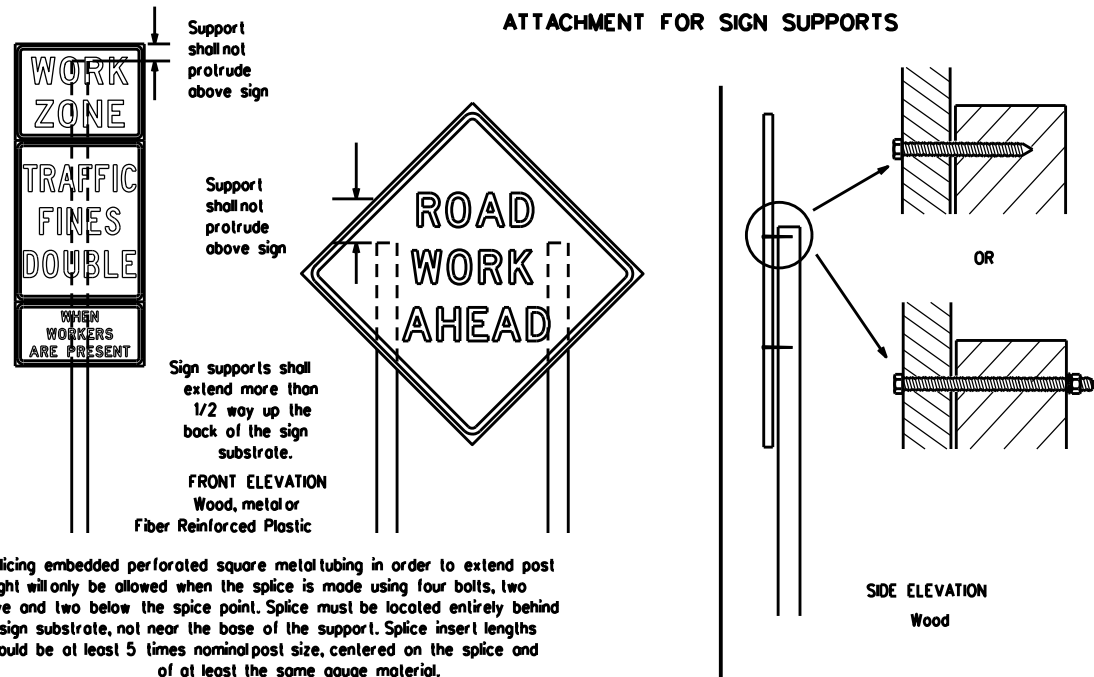 ATTACHMENT FOR SIGN SUPPORTS
Support
shall not
protrude
above sign
WORK
ZONE
TRAFFIC
FINES
DOUBLE
WHEN
WORKERS
ARE PRESENT
Support
shall not
protrude
above sign
ROAD
WORK
AHEAD
Sign supports shall
extend more than
1/2 way up the
back of the sign
substrate.
FRONT ELEVATION
Wood, metal or
Fiber Reinforced Plastic
OR
SIDE ELEVATION
Wood
licing embedded perforated square metal tubing in order to extend post
ght will only be allowed when the splice is made using four bolts, two
ve and two below the spice point. Splice must be located entirely behind
sign substrate, not near the base of the support. Splice insert lengths
ould be at least 5 times nominal post size, centered on the splice and
of at least the same gauge material.